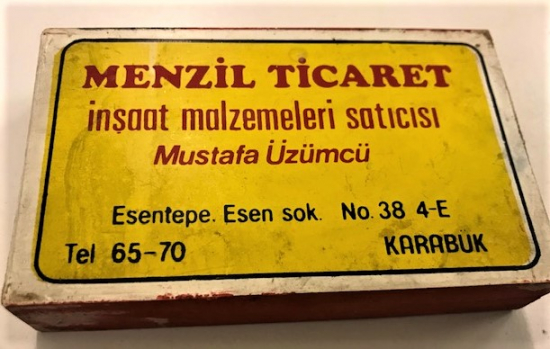 MENZİL TİCARET
inşaat malzemeleri satıcısı
Mustafa Üzümcü
Esentepe. Esen sok. No. 38 4-E
Tel 65-70 KARABÜK